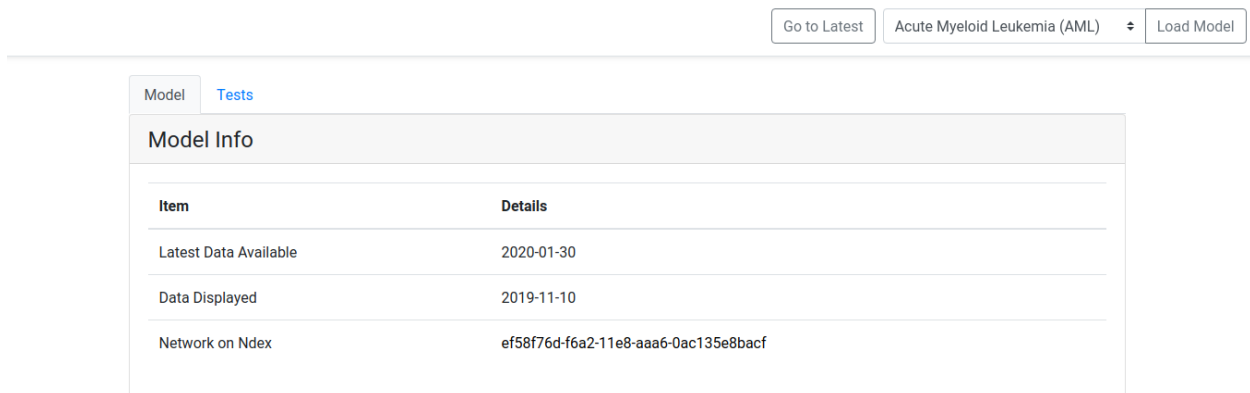 Go to Latest Acute Myeloid Leukemia (AML) Load Model
Model Tests
Model Info
Item Details
Latest Data Available 2020-01-30
Data Displayed 2019-11-10
Network on Ndex ef58f76d-f6a2-11e8-aaa6-0ac135e8bacf